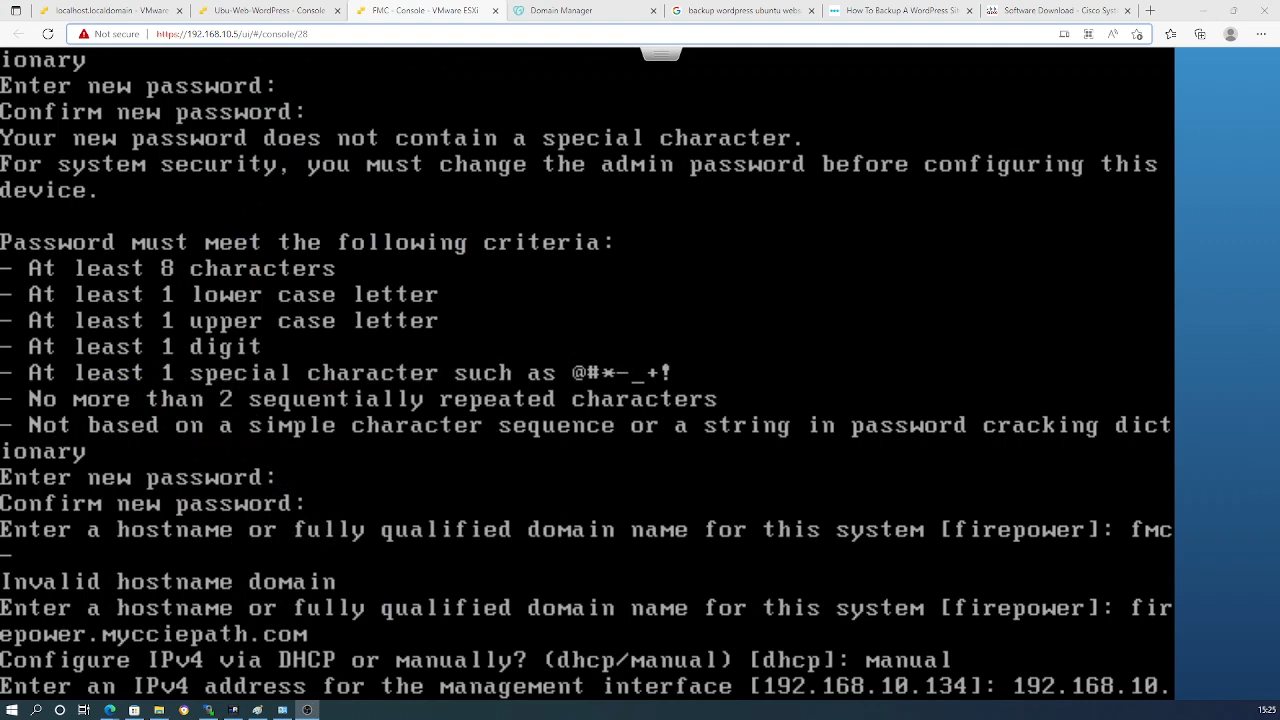 localhost.localdomain - VMware
Ubu-Web-WordPress - Console
FMC - Console - VMware ESXi
Domain Manager
backup wordpress ubuntu webs
How To Backup A WordPress Sit
Software Download - Cisco Sys
Not secure
https://192.168.10.5/ui/#/console/28
ionary
Enter new password:
Confirm new password:
Your new password does not contain a special character.
For system security, you must change the admin password before configuring this
device.
Password must meet the following criteria:
- At least 8 characters
- At least 1 lower case letter
- At least 1 upper case letter
- At least 1 digit
- At least 1 special character such as @#*-_+!
- No more than 2 sequentially repeated characters
- Not based on a simple character sequence or a string in password cracking dict
ionary
Enter new password:
Confirm new password:
Enter a hostname or fully qualified domain name for this system [firepower]: fmc
-
Invalid hostname domain
Enter a hostname or fully qualified domain name for this system [firepower]: fir
epower.mycciepath.com
Configure IPv4 via DHCP or manually? (dhcp/manual) [dhcp]: manual
Enter an IPv4 address for the management interface [192.168.10.134]: 192.168.10.
15:25